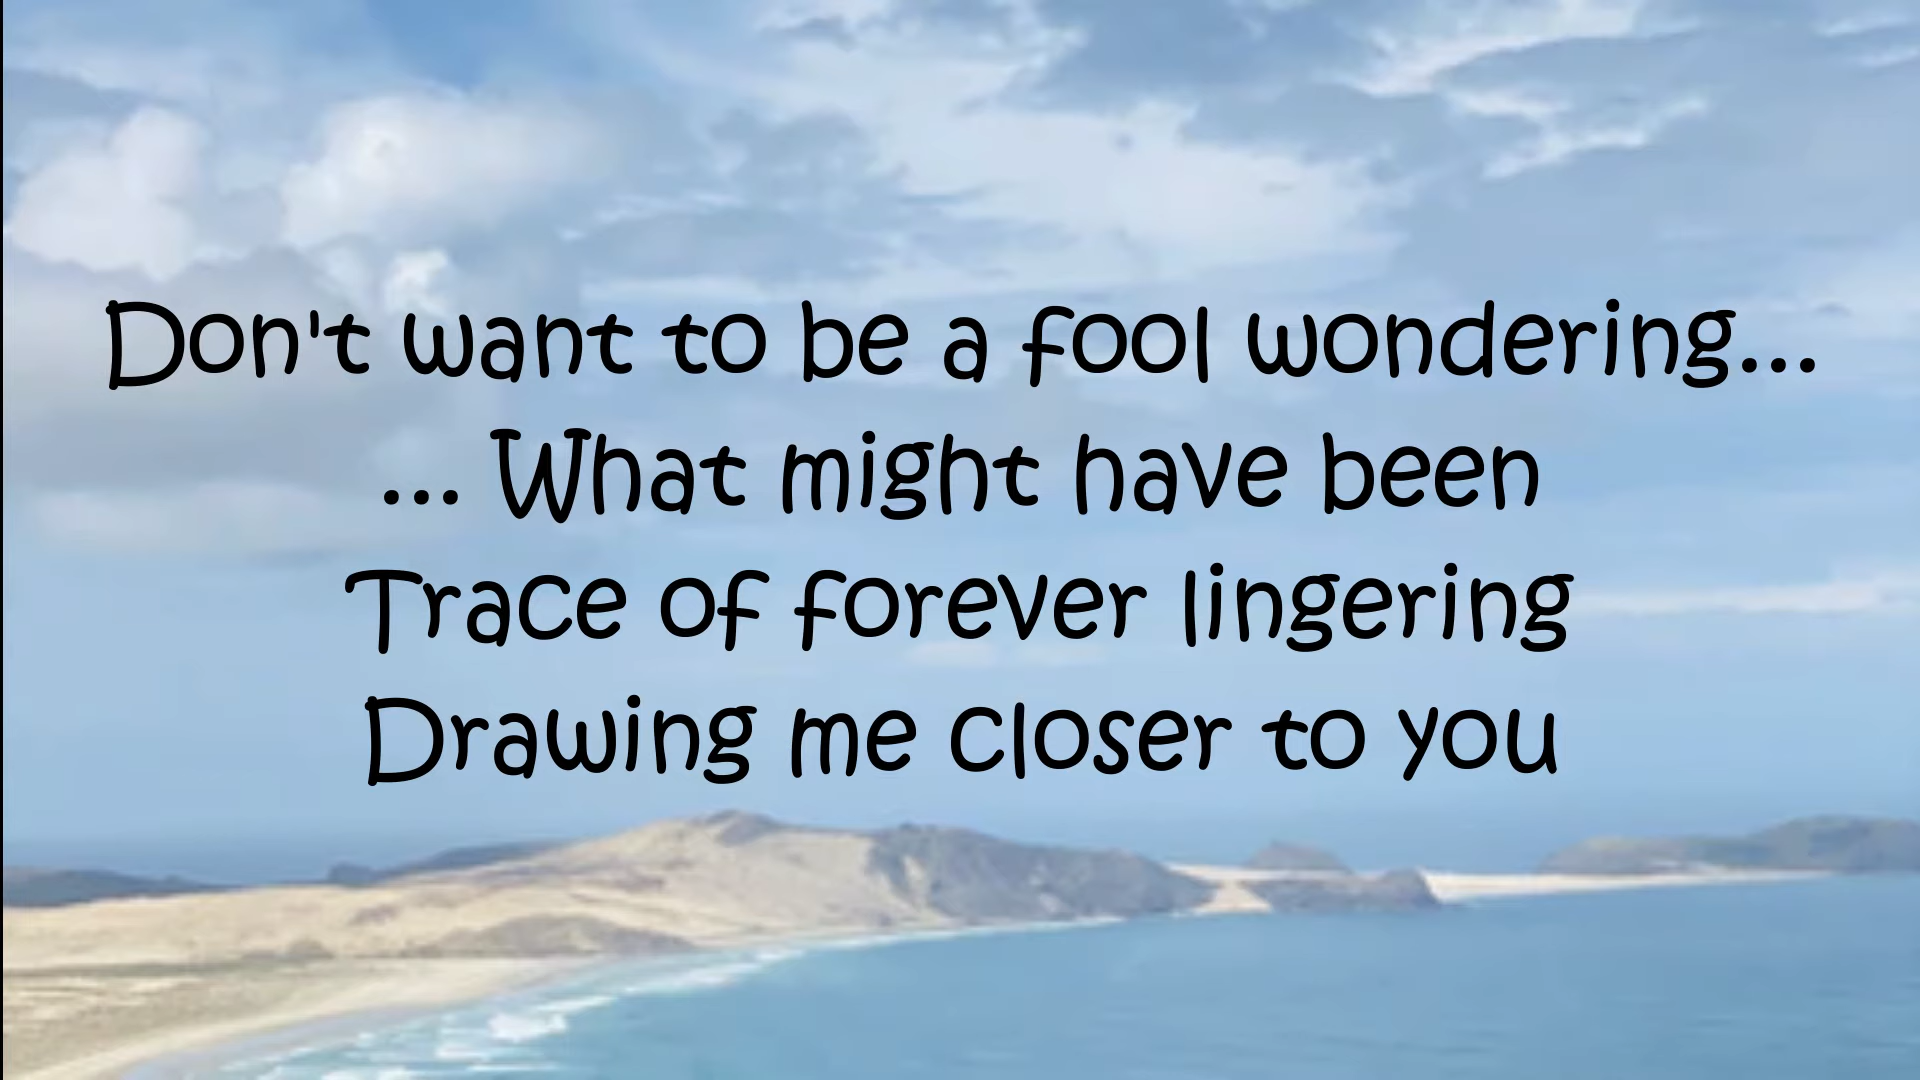 Don't want to be a fool wondering...
... What might have been
Trace of forever lingering
Drawing me closer to you